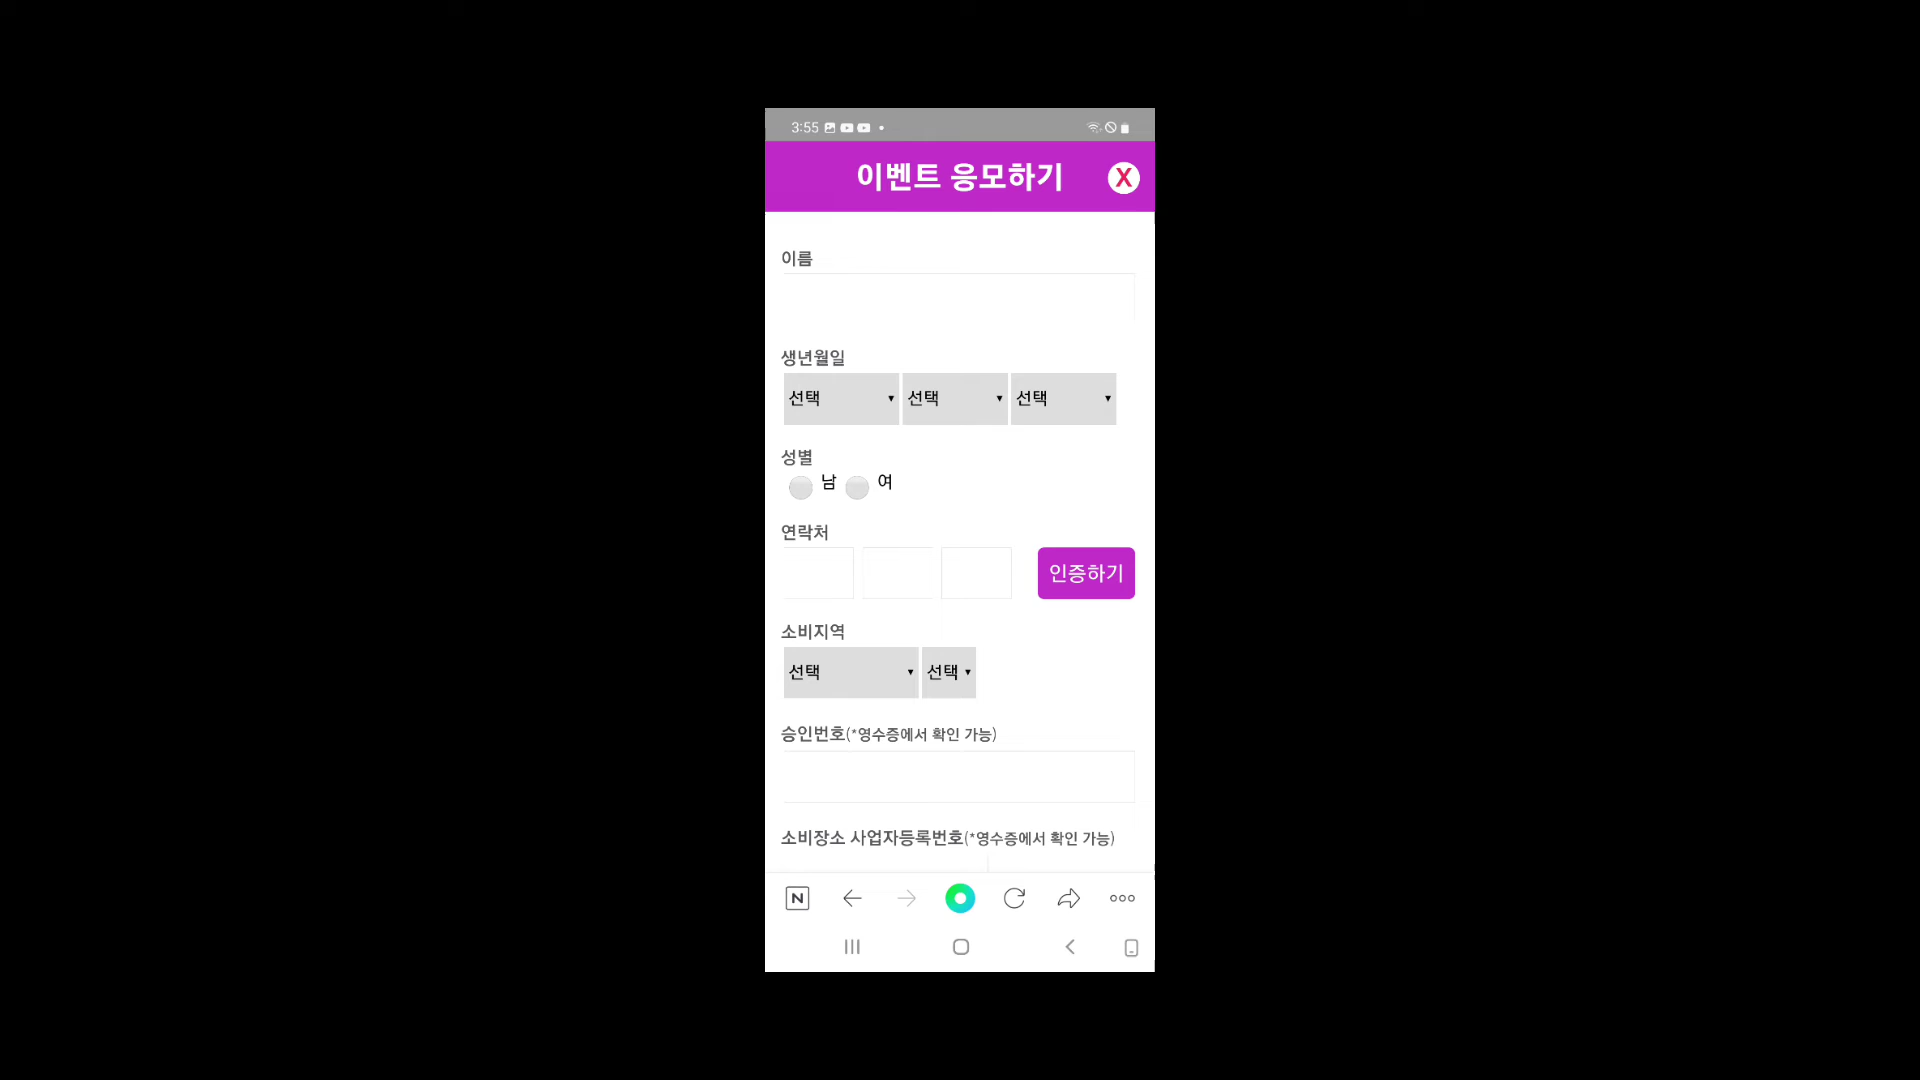 3:55
이벤트 응모하기 X
이름
생년월일
선택 선택 선택
성별
남 여
연락처
인증하기
소비지역
선택 선택
승인번호(*영수증에서 확인 가능)
소비장소 사업자등록번호(*영수증에서 확인 가능)
N